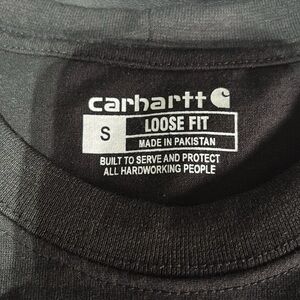 carhartt
S LOOSE FIT
MADE IN PAKISTAN
BUILT TO SERVE AND PROTECT
ALL HARDWORKING PEOPLE